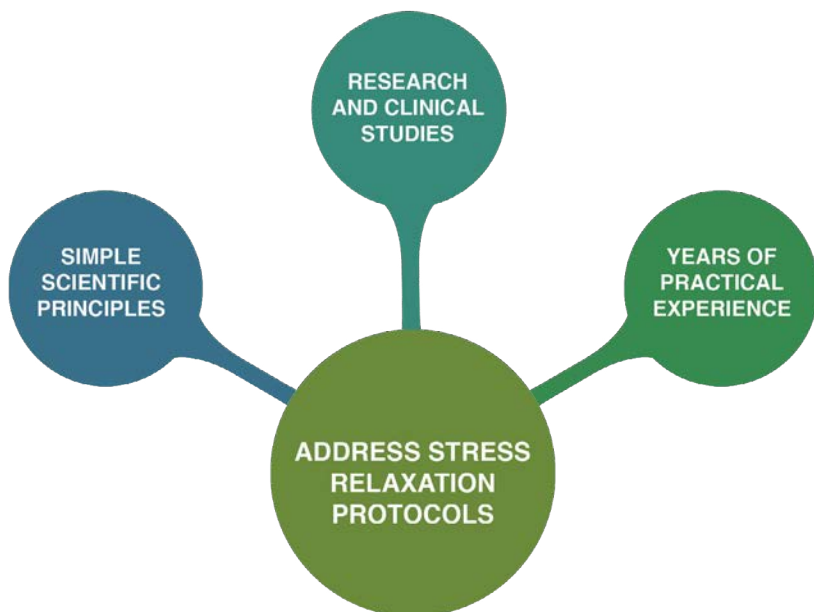 RESEARCH
AND CLINICAL
STUDIES
SIMPLE
SCIENTIFIC
PRINCIPLES
YEARS OF
PRACTICAL
EXPERIENCE
ADDRESS STRESS
RELAXATION
PROTOCOLS